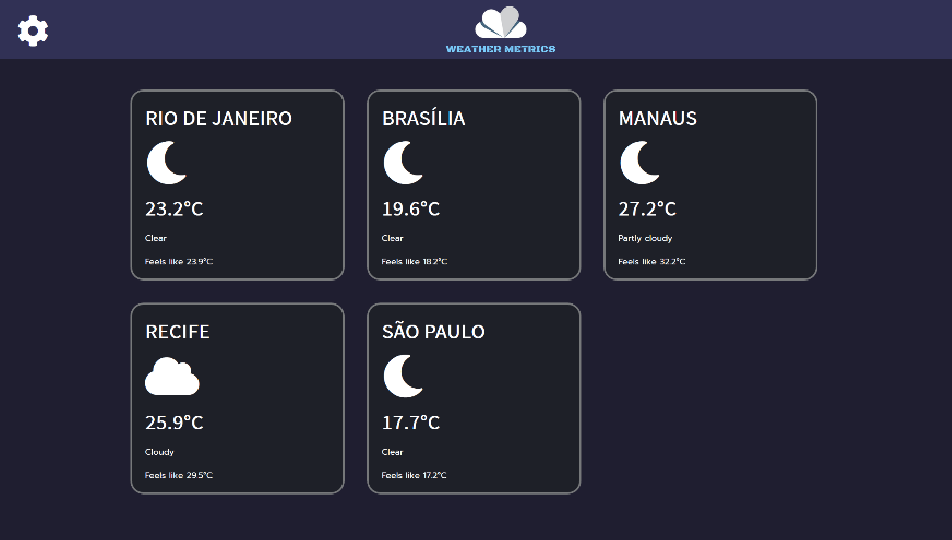 WEATHER METRICS
RIO DE JANEIRO
23.2°C
Clear
Feels like 23.9°C
BRASÍLIA
19.6°C
Clear
Feels like 18.2°C
MANAUS
27.2°C
Partly cloudy
Feels like 32.2°C
RECIFE
25.9°C
Cloudy
Feels like 29.5°C
SÃO PAULO
17.7°C
Clear
Feels like 17.2°C